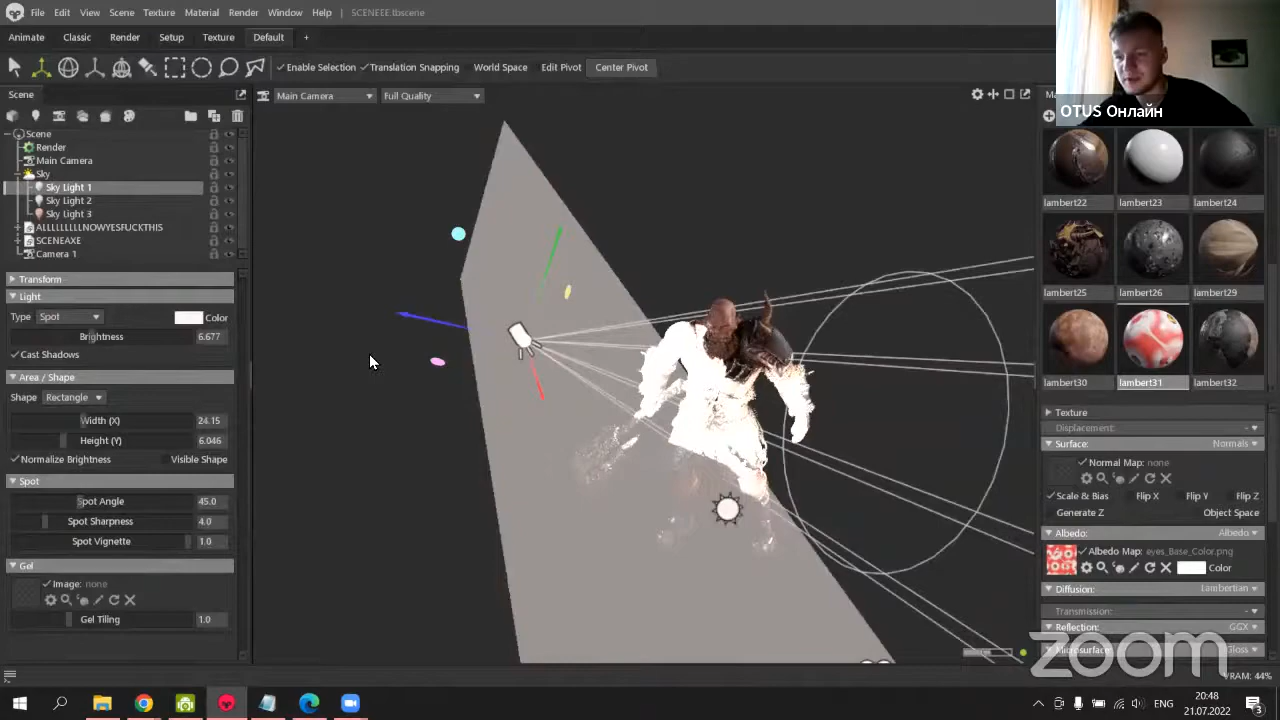 File Edit View Scene Texture Material Render Window Help SCENEEE.tbscene
Animate Classic Render Setup Texture Default +
Enable Selection Translation Snapping World Space Edit Pivot Center Pivot
Scene
Main Camera Full Quality
OTUS Онлайн
Scene
Render
Main Camera
Sky
Sky Light 1
Sky Light 2
Sky Light 3
ALLLLLLLLNOWYESFUCKTHIS
SCENEAXE
Camera 1
Transform
Light
Type Spot Color
Brightness 6.677
Cast Shadows
Area / Shape
Shape Rectangle
Width (X) 24.15
Height (Y) 6.046
Normalize Brightness Visible Shape
Spot
Spot Angle 45.0
Spot Sharpness 4.0
Spot Vignette 1.0
Gel
Image: none
Gel Tiling 1.0
lambert22 lambert23 lambert24
lambert25 lambert26 lambert29
lambert30 lambert31 lambert32
Texture
Displacement:
Surface: Normals
Normal Map: none
Scale & Bias Flip X Flip Y Flip Z
Generate Z Object Space
Albedo: Albedo
Albedo Map: eyes_Base_Color.png
Color
Diffusion: Lambertian
Transmission:
Reflection: GGX
Microsurface: Gloss
zoom
VRAM: 44%
ENG
20:48
21.07.2022
3